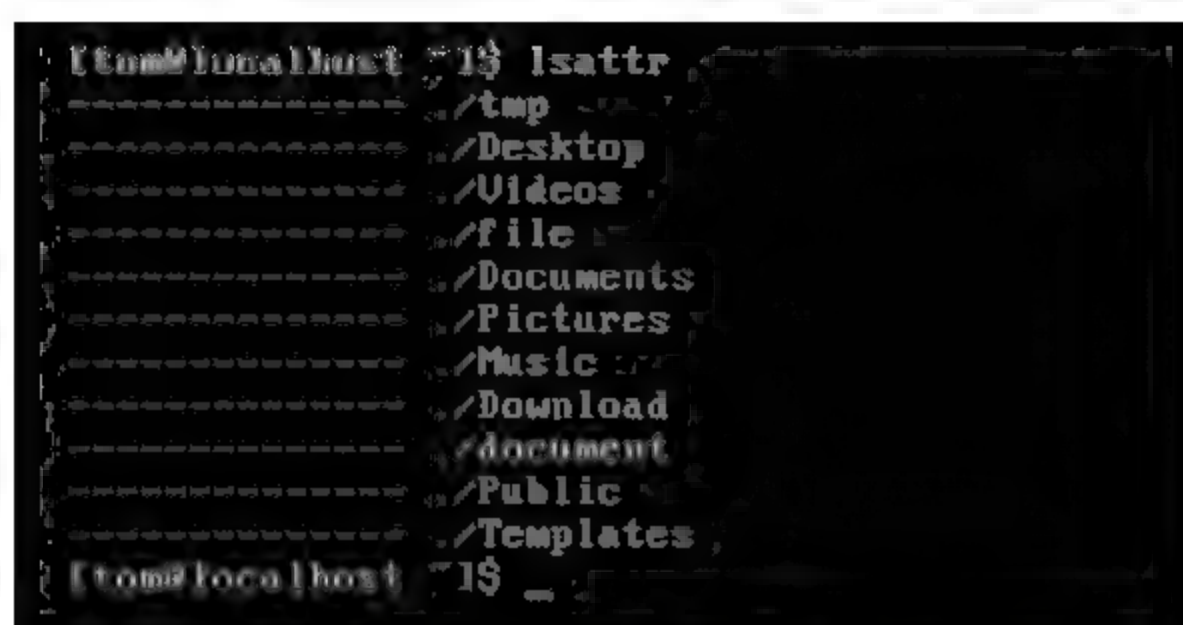 [tom@localhost ~]$ lsattr
-------------- ./tmp
-------------- ./Desktop
-------------- ./Videos
-------------- ./file
-------------- ./Documents
-------------- ./Pictures
-------------- ./Music
-------------- ./Download
-------------- ./document
-------------- ./Public
-------------- ./Templates
[tom@localhost ~]$ _